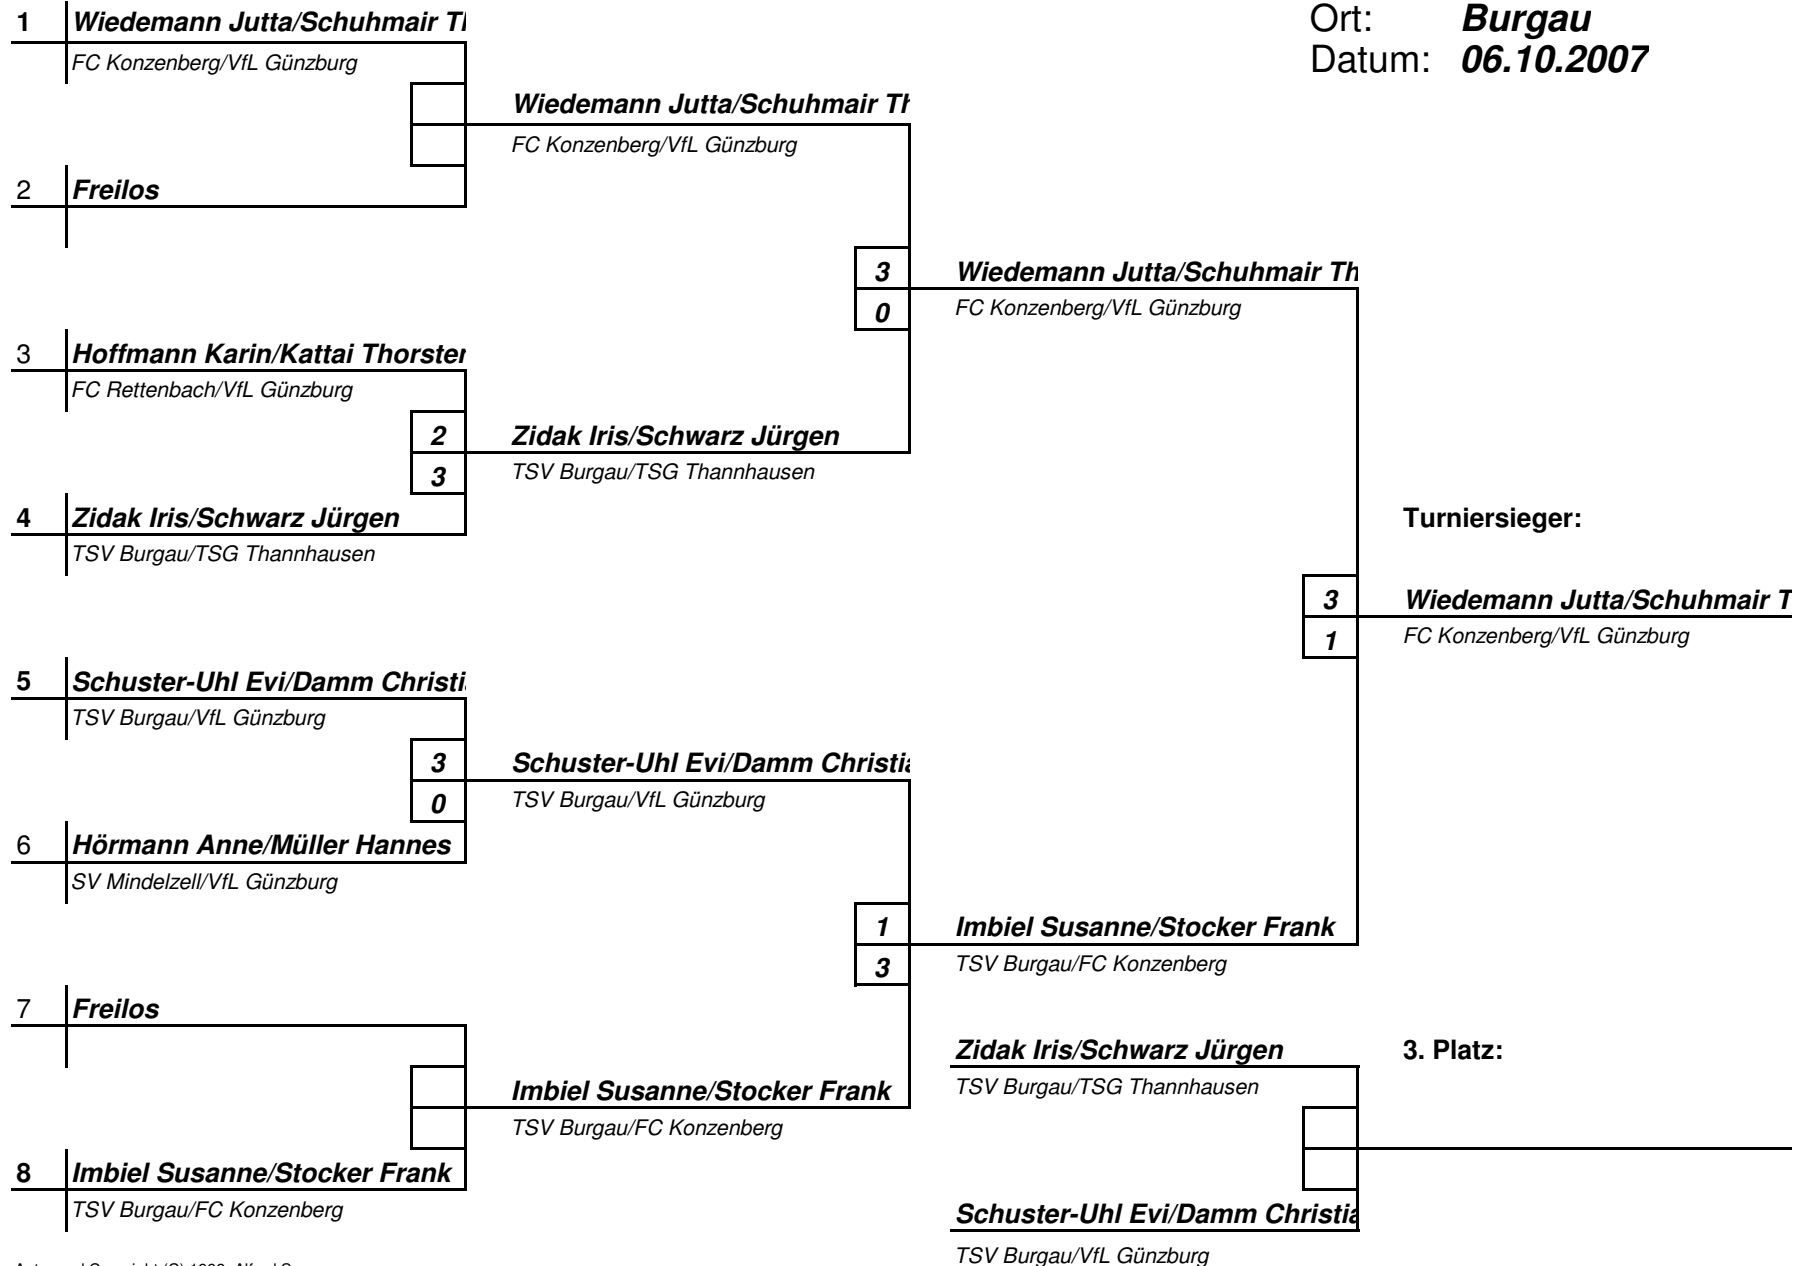 Ort: Burgau
Datum: 06.10.2007
1 Wiedemann Jutta/Schuhmair
FC Konzenberg/VfL Günzburg
Wiedemann Jutta/Schuhmair
FC Konzenberg/VfL Günzburg
2 Freilos
3 Wiedemann Jutta/Schuhmair Th
0 FC Konzenberg/VfL Günzburg
3 Hoffmann Karin/Kattai Thorsten
FC Rettenbach/VfL Günzburg
2 Zidak Iris/Schwarz Jürgen
3 TSV Burgau/TSG Thannhausen
4 Zidak Iris/Schwarz Jürgen
TSV Burgau/TSG Thannhausen
Turniersieger:
3 Wiedemann Jutta/Schuhmair T
1 FC Konzenberg/VfL Günzburg
5 Schuster-Uhl Evi/Damm Christi
TSV Burgau/VfL Günzburg
3 Schuster-Uhl Evi/Damm Christia
0 TSV Burgau/VfL Günzburg
6 Hörmann Anne/Müller Hannes
SV Mindelzell/VfL Günzburg
1 Imbiel Susanne/Stocker Frank
3 TSV Burgau/FC Konzenberg
7 Freilos
Zidak Iris/Schwarz Jürgen
TSV Burgau/TSG Thannhausen
3. Platz:
Imbiel Susanne/Stocker Frank
TSV Burgau/FC Konzenberg
8 Imbiel Susanne/Stocker Frank
TSV Burgau/FC Konzenberg
Schuster-Uhl Evi/Damm Christia
TSV Burgau/VfL Günzburg